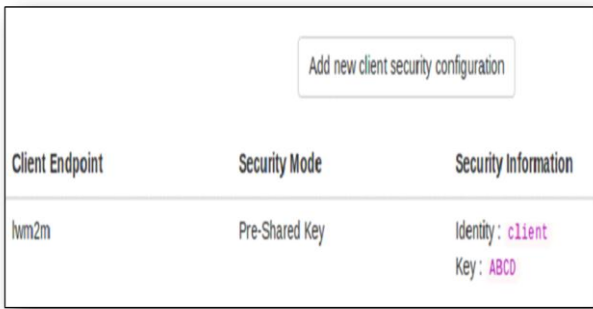 Add new client security configuration
Client Endpoint Security Mode Security Information
lwm2m Pre-Shared Key Identity : client
Key : ABCD